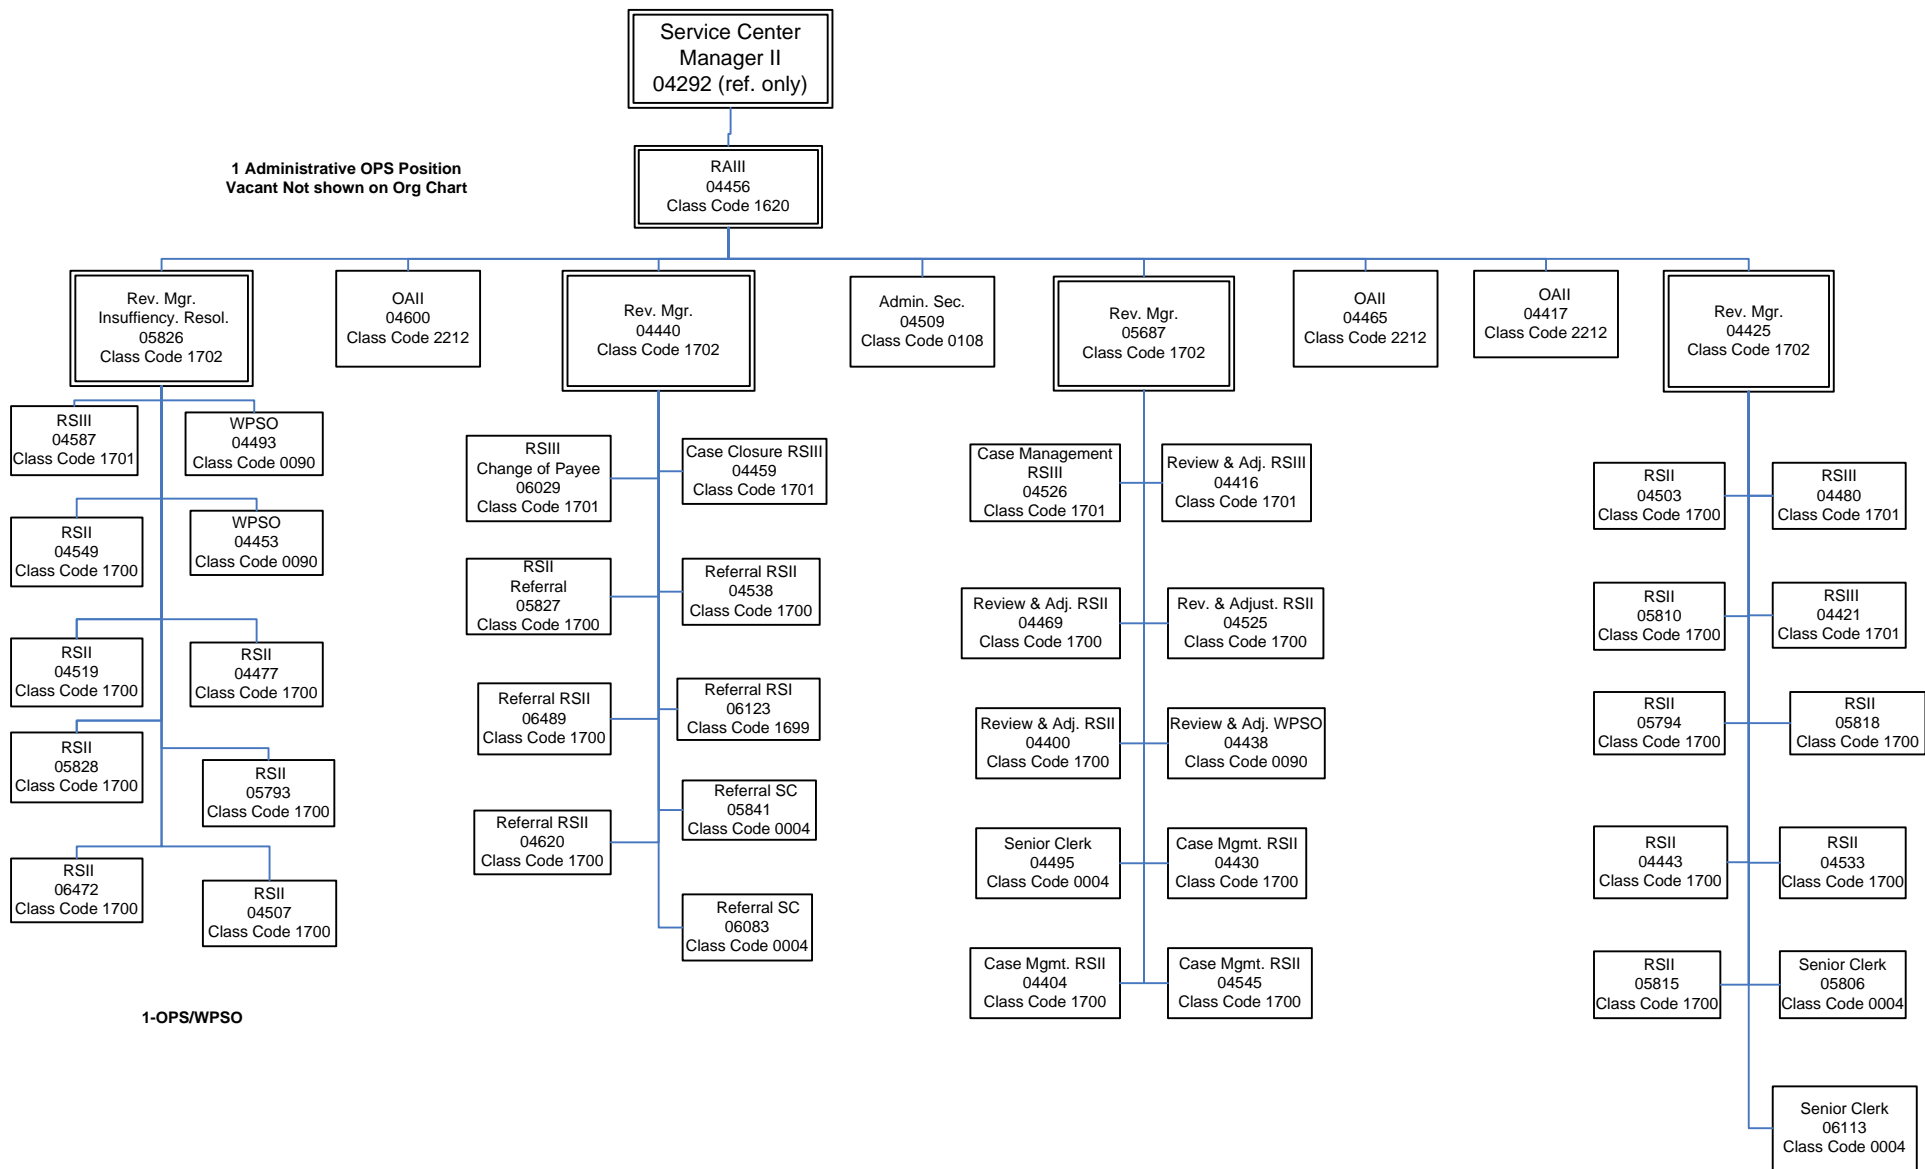 Service Center
Manager II
04292 (ref. only)
1 Administrative OPS Position
Vacant Not shown on Org Chart
RAIII
04456
Class Code 1620
Rev. Mgr.
Insuffiency. Resol.
05826
Class Code 1702
OAII
04600
Class Code 2212
Rev. Mgr.
04440
Class Code 1702
Admin. Sec.
04509
Class Code 0108
Rev. Mgr.
05687
Class Code 1702
OAII
04465
Class Code 2212
OAII
04417
Class Code 2212
Rev. Mgr.
04425
Class Code 1702
RSIII
04587
Class Code 1701
WPSO
04493
Class Code 0090
RSII
04549
Class Code 1700
WPSO
04453
Class Code 0090
RSII
04519
Class Code 1700
RSII
04477
Class Code 1700
RSII
05828
Class Code 1700
RSII
05793
Class Code 1700
RSII
06472
Class Code 1700
RSII
04507
Class Code 1700
1-OPS/WPSO
RSIII
Change of Payee
06029
Class Code 1701
Case Closure RSIII
04459
Class Code 1701
RSII
Referral
05827
Class Code 1700
Referral RSII
04538
Class Code 1700
Referral RSII
06489
Class Code 1700
Referral RSI
06123
Class Code 1699
Referral RSII
04620
Class Code 1700
Referral SC
05841
Class Code 0004
Referral SC
06083
Class Code 0004
Case Management
RSIII
04526
Class Code 1701
Review & Adj. RSIII
04416
Class Code 1701
Review & Adj. RSII
04469
Class Code 1700
Rev. & Adjust. RSII
04525
Class Code 1700
Review & Adj. RSII
04400
Class Code 1700
Review & Adj. WPSO
04438
Class Code 0090
Senior Clerk
04495
Class Code 0004
Case Mgmt. RSII
04430
Class Code 1700
Case Mgmt. RSII
04404
Class Code 1700
Case Mgmt. RSII
04545
Class Code 1700
RSII
04503
Class Code 1700
RSIII
04480
Class Code 1701
RSII
05810
Class Code 1700
RSIII
04421
Class Code 1701
RSII
05794
Class Code 1700
RSII
05818
Class Code 1700
RSII
04443
Class Code 1700
RSII
04533
Class Code 1700
RSII
05815
Class Code 1700
Senior Clerk
05806
Class Code 0004
Senior Clerk
06113
Class Code 0004